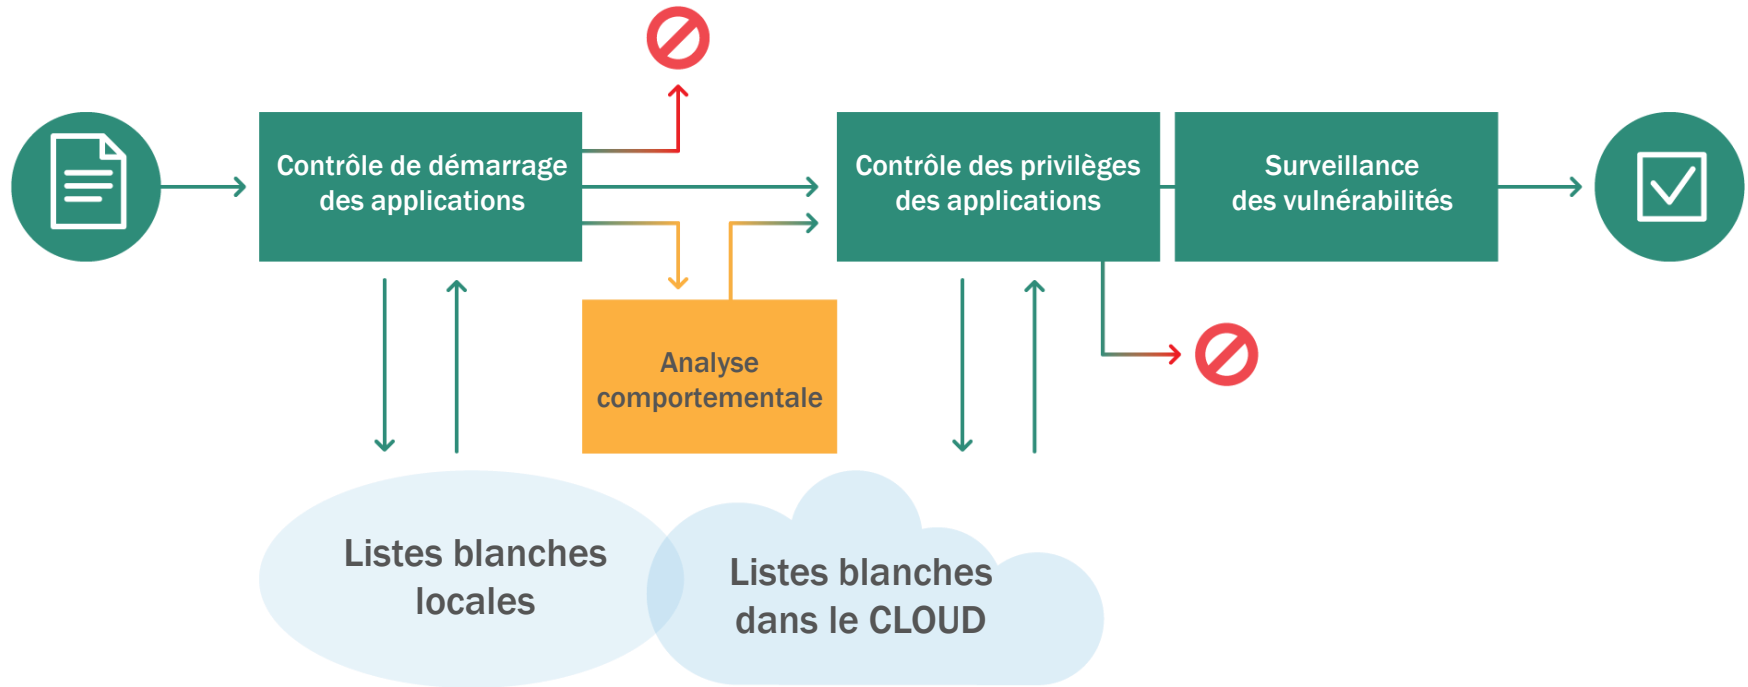 Contrôle de démarrage
des applications
Contrôle des privilèges
des applications
Surveillance
des vulnérabilités
Analyse
comportementale
Listes blanches
locales
Listes blanches
dans le CLOUD